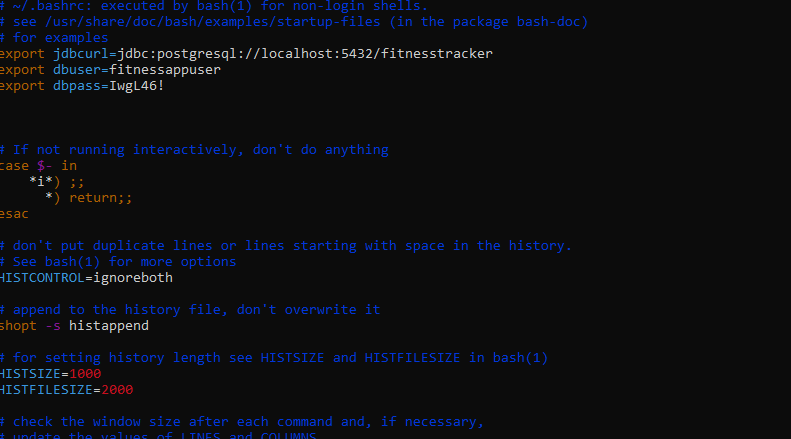 # ~/.bashrc: executed by bash(1) for non-login shells.
# see /usr/share/doc/bash/examples/startup-files (in the package bash-doc)
# for examples
export jdbcurl=jdbc:postgresql://localhost:5432/fitnesstracker
export dbuser=fitnessappuser
export dbpass=IwgL46!
# If not running interactively, don't do anything
case $- in
    *i*) ;;
      *) return;;
esac
# don't put duplicate lines or lines starting with space in the history.
# See bash(1) for more options
HISTCONTROL=ignoreboth
# append to the history file, don't overwrite it
shopt -s histappend
# for setting history length see HISTSIZE and HISTFILESIZE in bash(1)
HISTSIZE=1000
HISTFILESIZE=2000
# check the window size after each command and, if necessary,
# update the values of LINES and COLUMNS